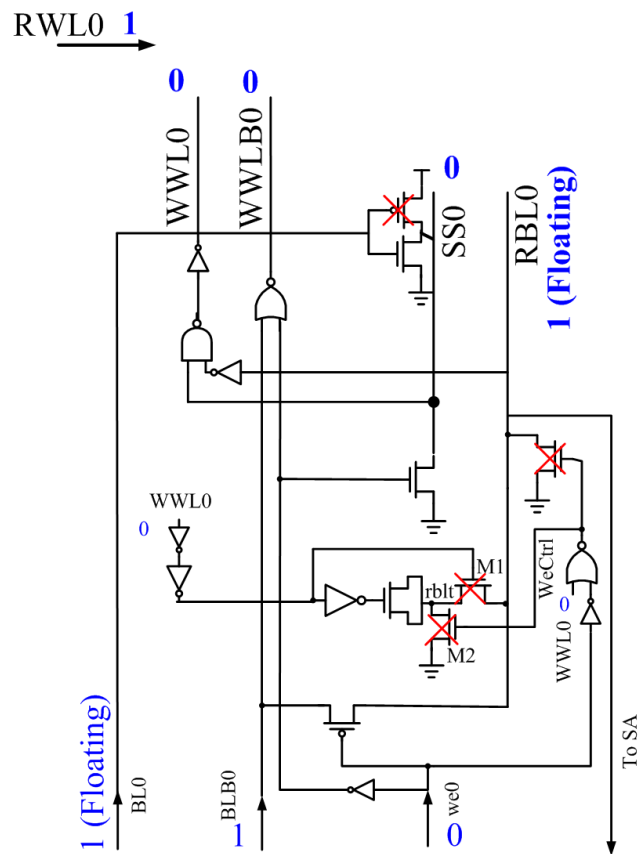 RWL0 1
0
0
WWL0
WWLB0
0
SS0
RBL0
1 (Floating)
WWL0
0
M1
rblt
M2
WeCtrl
0
WWL0
To SA
1 (Floating)
BL0
BLB0
1
we0
0